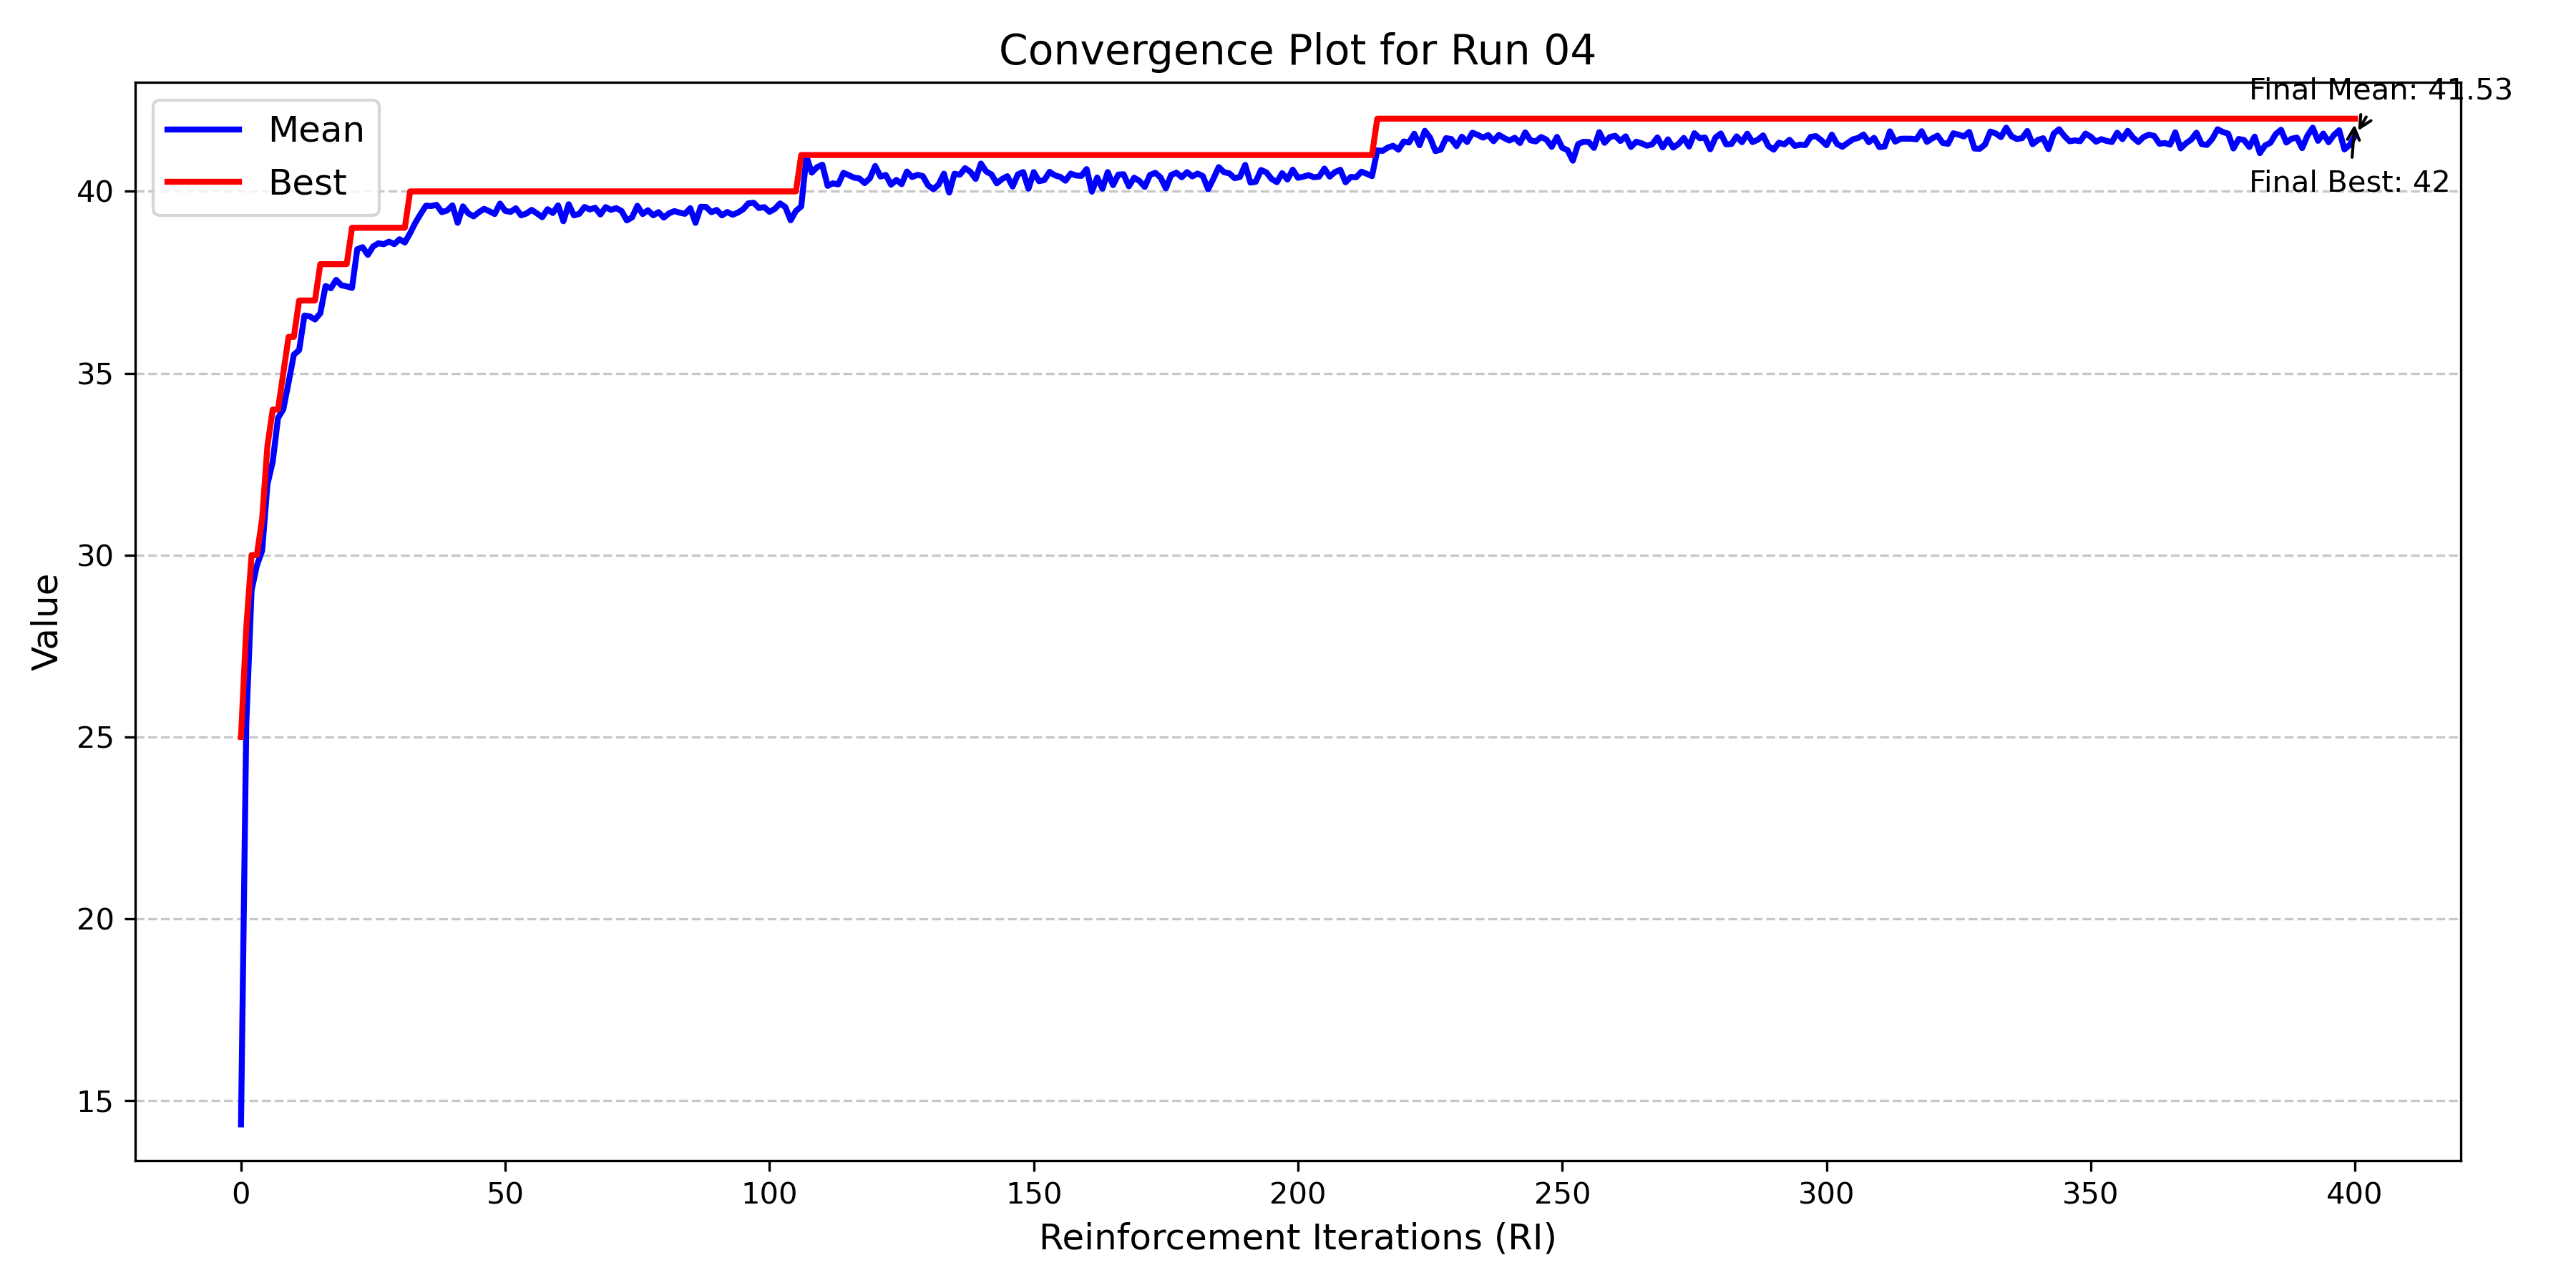 Convergence Plot for Run 04
Final Mean: 41.53
Mean
Best
Final Best: 42
40
35
30
25
20
15
Value
0 50 100 150 200 250 300 350 400
Reinforcement Iterations (RI)